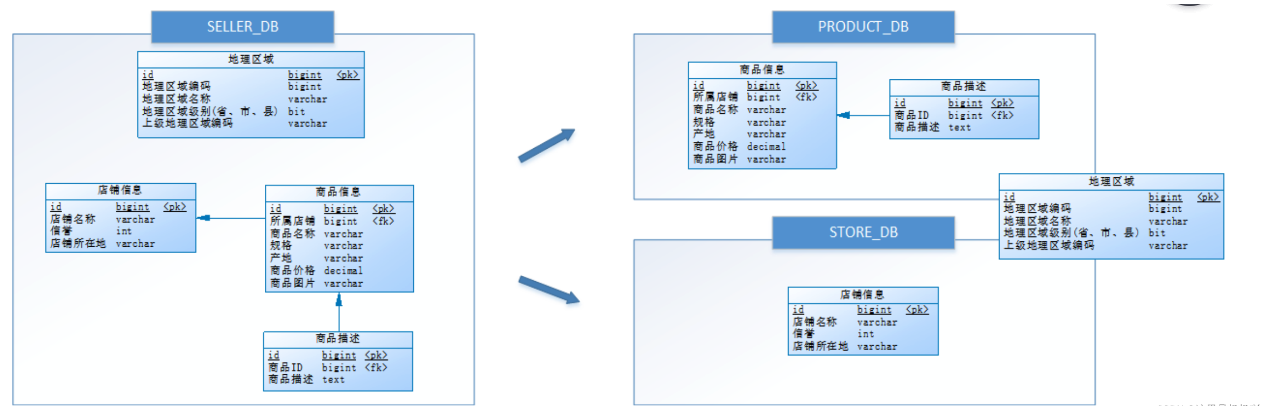 SELLER_DB
地理区域
id bigint <pk>
地理区域编码 bigint
地理区域名称 varchar
地理区域级别(省、市、县) bit
上级地理区域编码 varchar
店铺信息
id bigint <pk>
店铺名称 varchar
信誉 int
店铺所在地 varchar
商品信息
id bigint <pk>
所属店铺 bigint <fk>
商品名称 varchar
规格 varchar
产地 varchar
商品价格 decimal
商品图片 varchar
商品描述
id bigint <pk>
商品ID bigint <fk>
商品描述 text
PRODUCT_DB
商品信息
id bigint <pk>
所属店铺 bigint <fk>
商品名称 varchar
规格 varchar
产地 varchar
商品价格 decimal
商品图片 varchar
商品描述
id bigint <pk>
商品ID bigint <fk>
商品描述 text
地理区域
id bigint <pk>
地理区域编码 bigint
地理区域名称 varchar
地理区域级别(省、市、县) bit
上级地理区域编码 varchar
STORE_DB
店铺信息
id bigint <pk>
店铺名称 varchar
信誉 int
店铺所在地 varchar